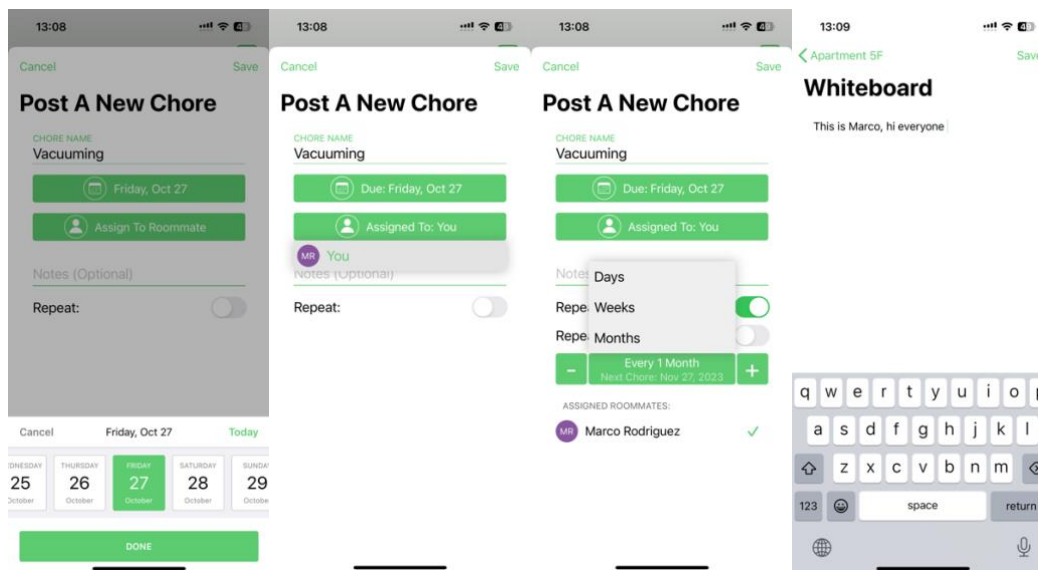 13:08
Cancel Save
Post A New Chore
CHORE NAME
Vacuuming
Friday, Oct 27
Assign To Roommate
Notes (Optional)
Repeat:
Cancel Friday, Oct 27 Today
THURSDAY FRIDAY SATURDAY
25 26 27 28 29
October October October October
DONE
13:08
Cancel Save
Post A New Chore
CHORE NAME
Vacuuming
Due: Friday, Oct 27
Assigned To: You
MR You
Notes (Optional)
Repeat:
13:08
Cancel Save
Post A New Chore
CHORE NAME
Vacuuming
Due: Friday, Oct 27
Assigned To: You
Days
Weeks
Months
- Every 1 Month +
Next Chore: Nov 27, 2023
ASSIGNED ROOMMATES:
MR Marco Rodriguez
13:09
Apartment 5F Save
Whiteboard
This is Marco, hi everyone
q w e r t y u i o p
a s d f g h j k l
z x c v b n m
123 space return